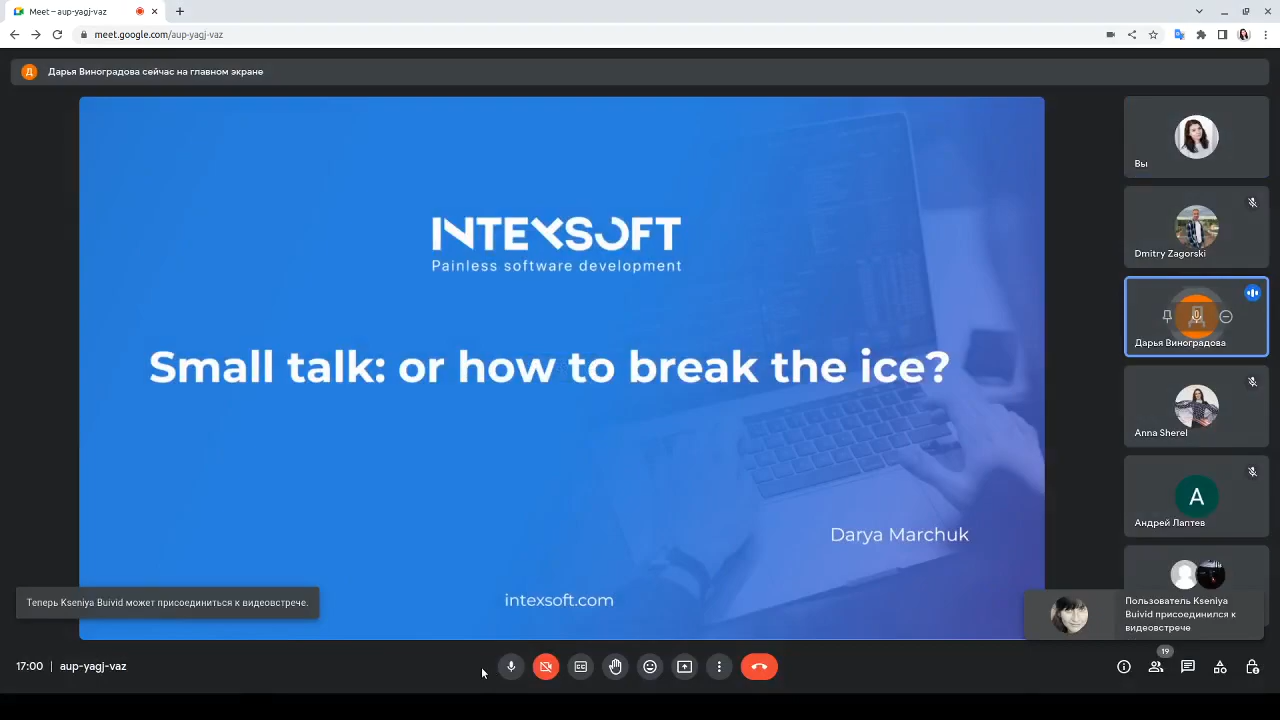 Meet – aup-yagj-vaz
meet.google.com/aup-yagj-vaz
Д
Дарья Виноградова сейчас на главном экране
INTEXSOFT
Painless software development
Small talk: or how to break the ice?
Darya Marchuk
intexsoft.com
Вы
Dmitry Zagorski
Дарья Виноградова
Anna Sherel
А
Андрей Лаптев
Теперь Kseniya Buivid может присоединиться к видеовстрече.
Пользователь Kseniya
Buivid присоединился к
видеовстрече
17:00 | aup-yagj-vaz
19